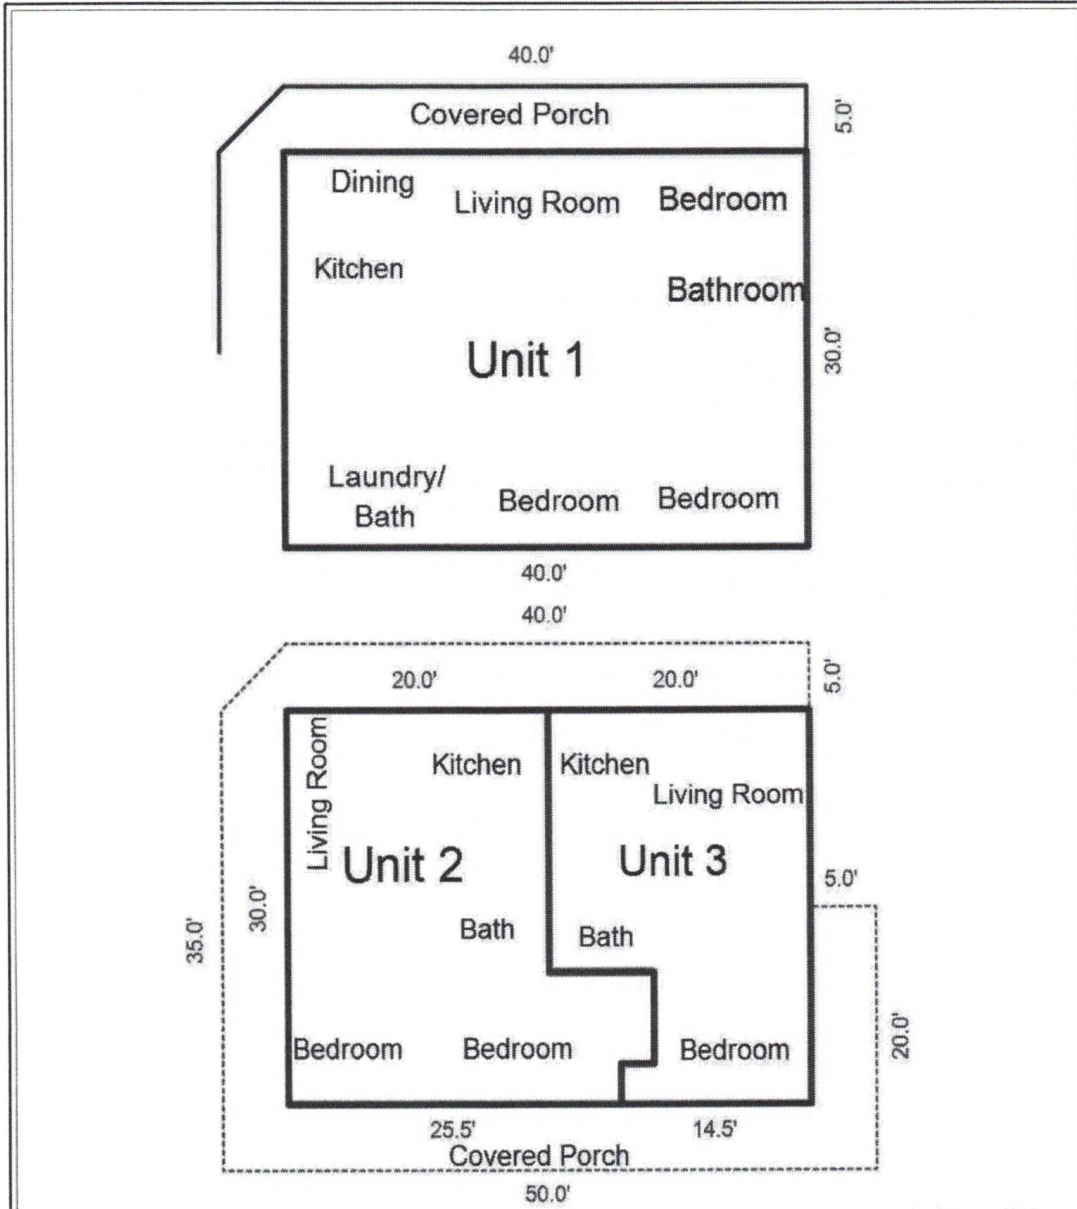 40.0'
Covered Porch
5.0'
Dining
Living Room
Bedroom
Kitchen
Bathroom
Unit 1
30.0'
Laundry/
Bath
Bedroom
Bedroom
40.0'
40.0'
20.0'
20.0'
5.0'
Living Room
Kitchen
Kitchen
Living Room
Unit 2
Unit 3
5.0'
35.0'
30.0'
Bath
Bath
20.0'
Bedroom
Bedroom
Bedroom
25.5'
14.5'
Covered Porch
50.0'